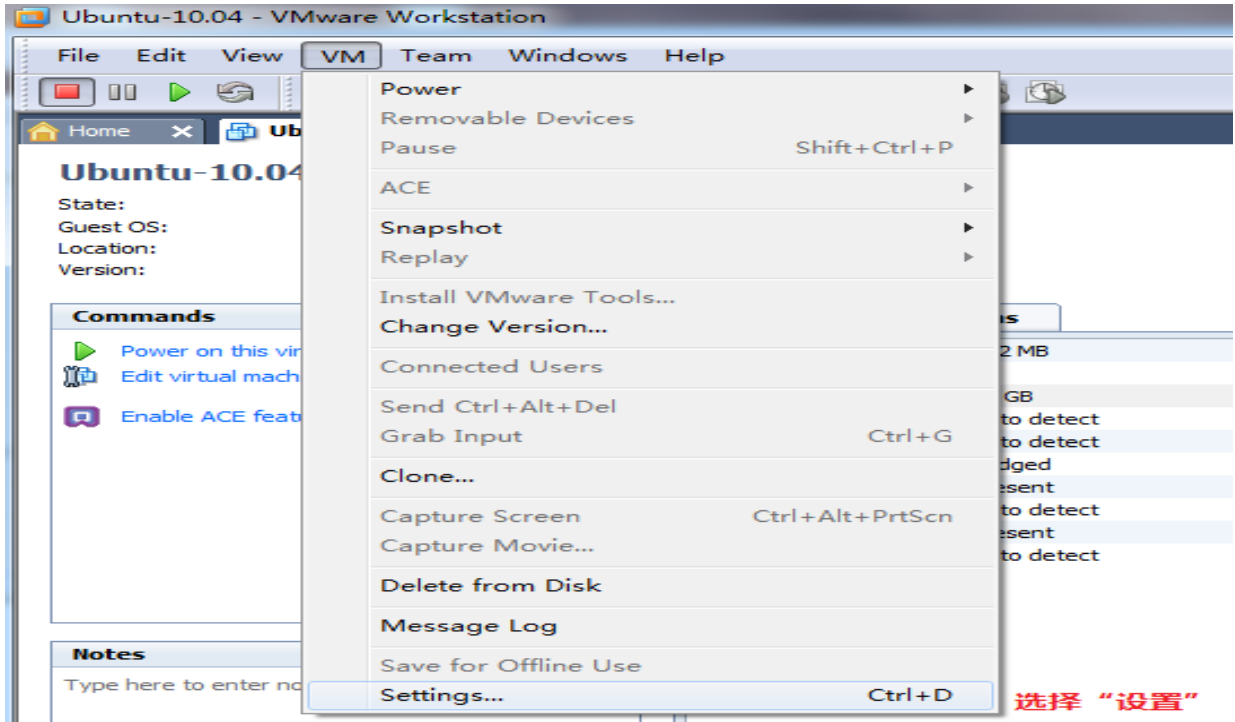 Ubuntu-10.04 - VMware Workstation
File Edit View VM Team Windows Help
Home Ub
Ubuntu-10.04
State:
Guest OS:
Location:
Version:
Commands
Power on this vir
Edit virtual mach
Enable ACE feat
Notes
Type here to enter no
Power
Removable Devices
Pause Shift+Ctrl+P
ACE
Snapshot
Replay
Install VMware Tools...
Change Version...
Connected Users
Send Ctrl+Alt+Del
Grab Input Ctrl+G
Clone...
Capture Screen Ctrl+Alt+PrtScn
Capture Movie...
Delete from Disk
Message Log
Save for Offline Use
Settings... Ctrl+D
2 MB
GB
to detect
to detect
dged
esent
to detect
esent
to detect
选择“设置”